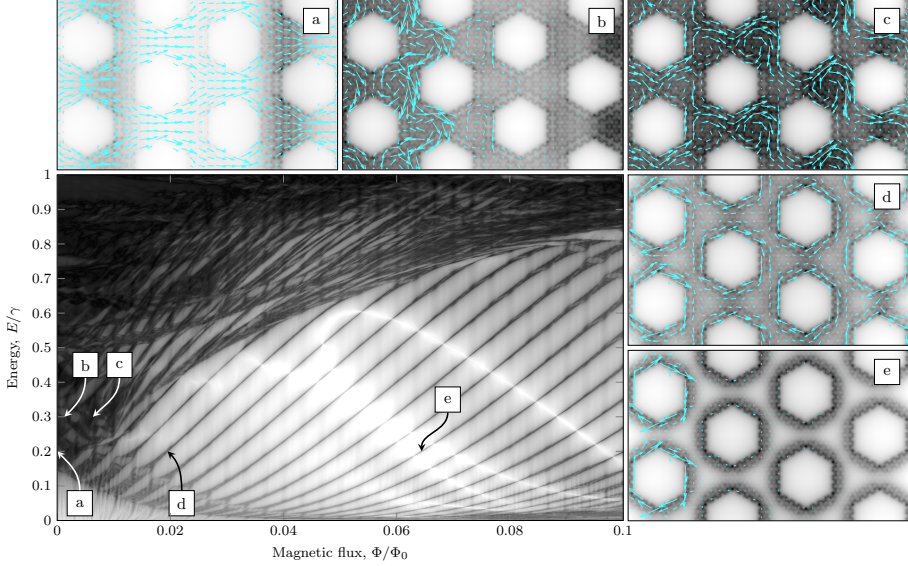 a
b
c
d
e
1
0.9
0.8
0.7
0.6
0.5
0.4
0.3
0.2
0.1
0
Energy, E/γ
b
c
e
a
d
0
0.02
0.04
0.06
0.08
0.1
Magnetic flux, Φ/Φ₀